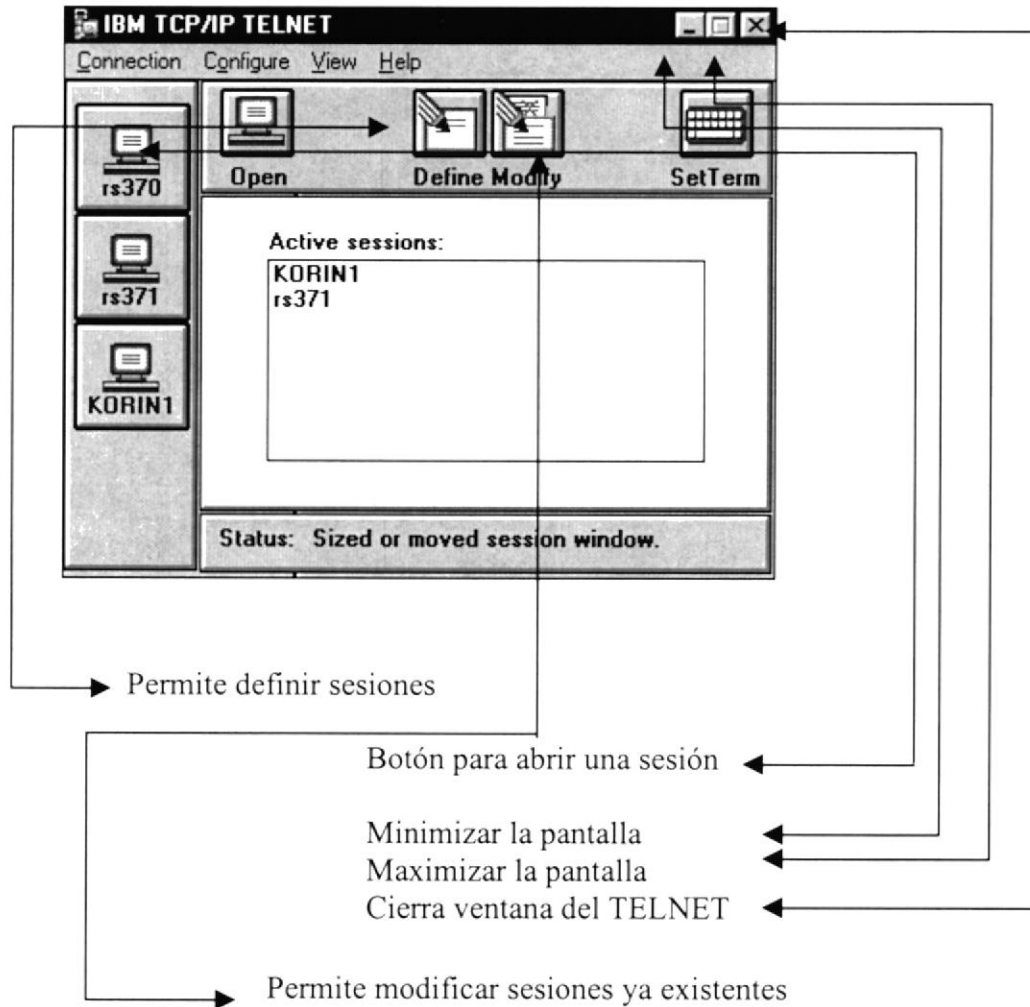 IBM TCP/IP TELNET
Connection Configure View Help
Open Define Modify SetTerm
rs370
rs371
KORIN1
Active sessions:
KORIN1
rs371
Status: Sized or moved session window.
Permite definir sesiones
Botón para abrir una sesión
Minimizar la pantalla
Maximizar la pantalla
Cierra ventana del TELNET
Permite modificar sesiones ya existentes